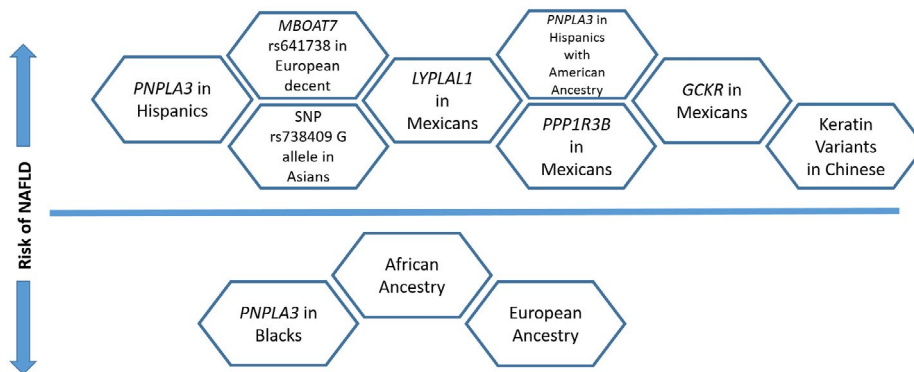 Risk of NAFLD
PNPLA3 in
Hispanics
MBOAT7
rs641738 in
European
decent
SNP
rs738409 G
allele in
Asians
LYPLAL1
in
Mexicans
PNPLA3 in
Hispanics
with
American
Ancestry
PPP1R3B
in
Mexicans
GCKR in
Mexicans
Keratin
Variants
in Chinese
PNPLA3 in
Blacks
African
Ancestry
European
Ancestry